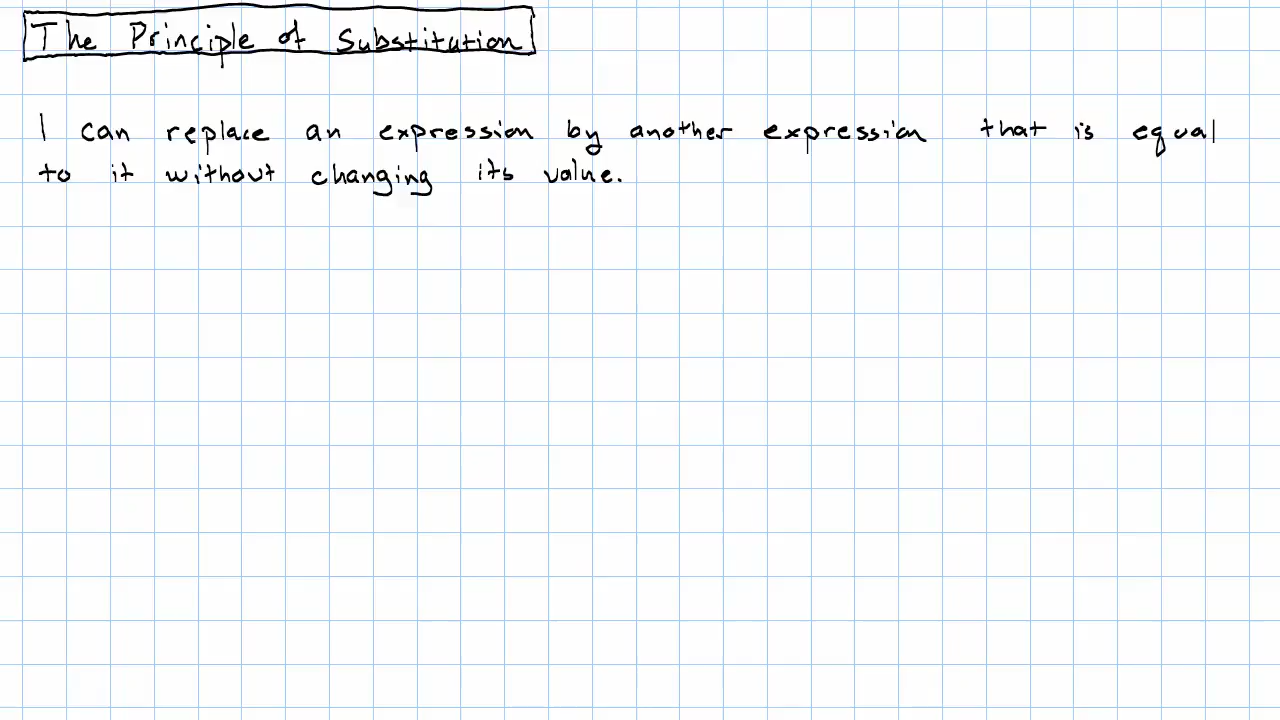 The Principle of Substitution
I can replace an expression by another expression that is equal
to it without changing its value.